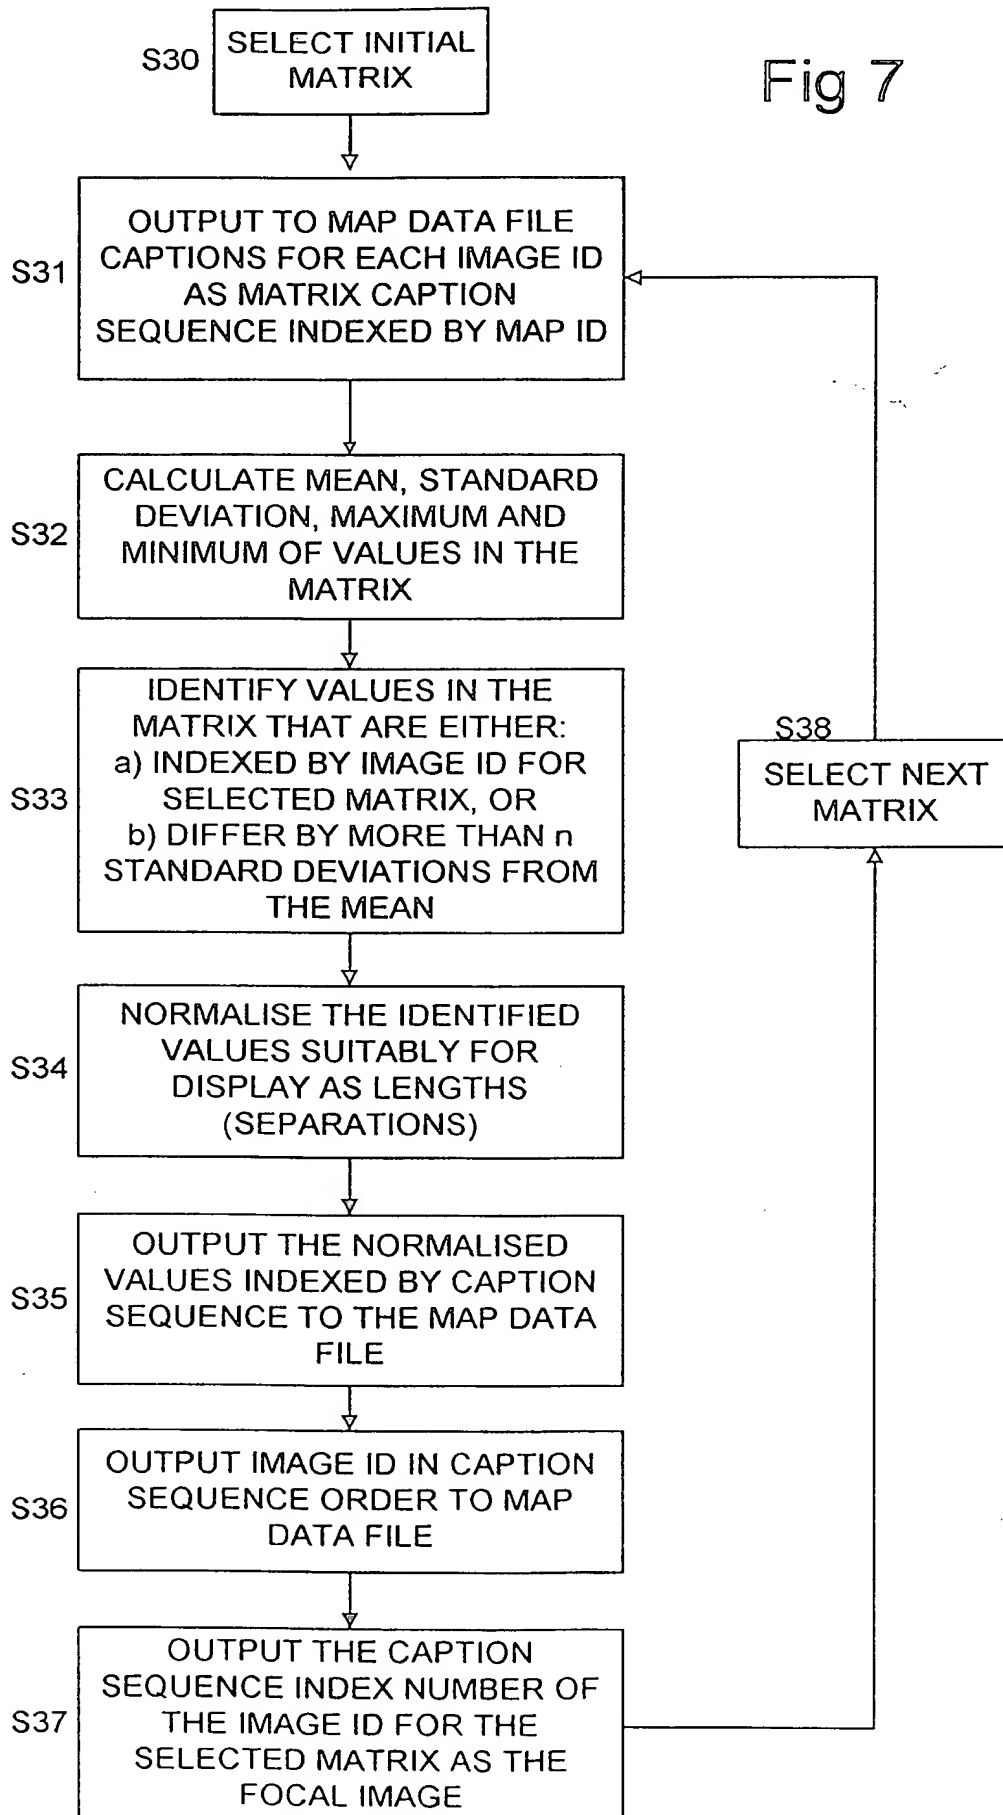 Fig 7
S30
SELECT INITIAL
MATRIX
S31
OUTPUT TO MAP DATA FILE
CAPTIONS FOR EACH IMAGE ID
AS MATRIX CAPTION
SEQUENCE INDEXED BY MAP ID
S32
CALCULATE MEAN, STANDARD
DEVIATION, MAXIMUM AND
MINIMUM OF VALUES IN THE
MATRIX
S33
IDENTIFY VALUES IN THE
MATRIX THAT ARE EITHER:
a) INDEXED BY IMAGE ID FOR
SELECTED MATRIX, OR
b) DIFFER BY MORE THAN n
STANDARD DEVIATIONS FROM
THE MEAN
S34
NORMALISE THE IDENTIFIED
VALUES SUITABLY FOR
DISPLAY AS LENGTHS
(SEPARATIONS)
S35
OUTPUT THE NORMALISED
VALUES INDEXED BY CAPTION
SEQUENCE TO THE MAP DATA
FILE
S36
OUTPUT IMAGE ID IN CAPTION
SEQUENCE ORDER TO MAP
DATA FILE
S37
OUTPUT THE CAPTION
SEQUENCE INDEX NUMBER OF
THE IMAGE ID FOR THE
SELECTED MATRIX AS THE
FOCAL IMAGE
S38
SELECT NEXT
MATRIX